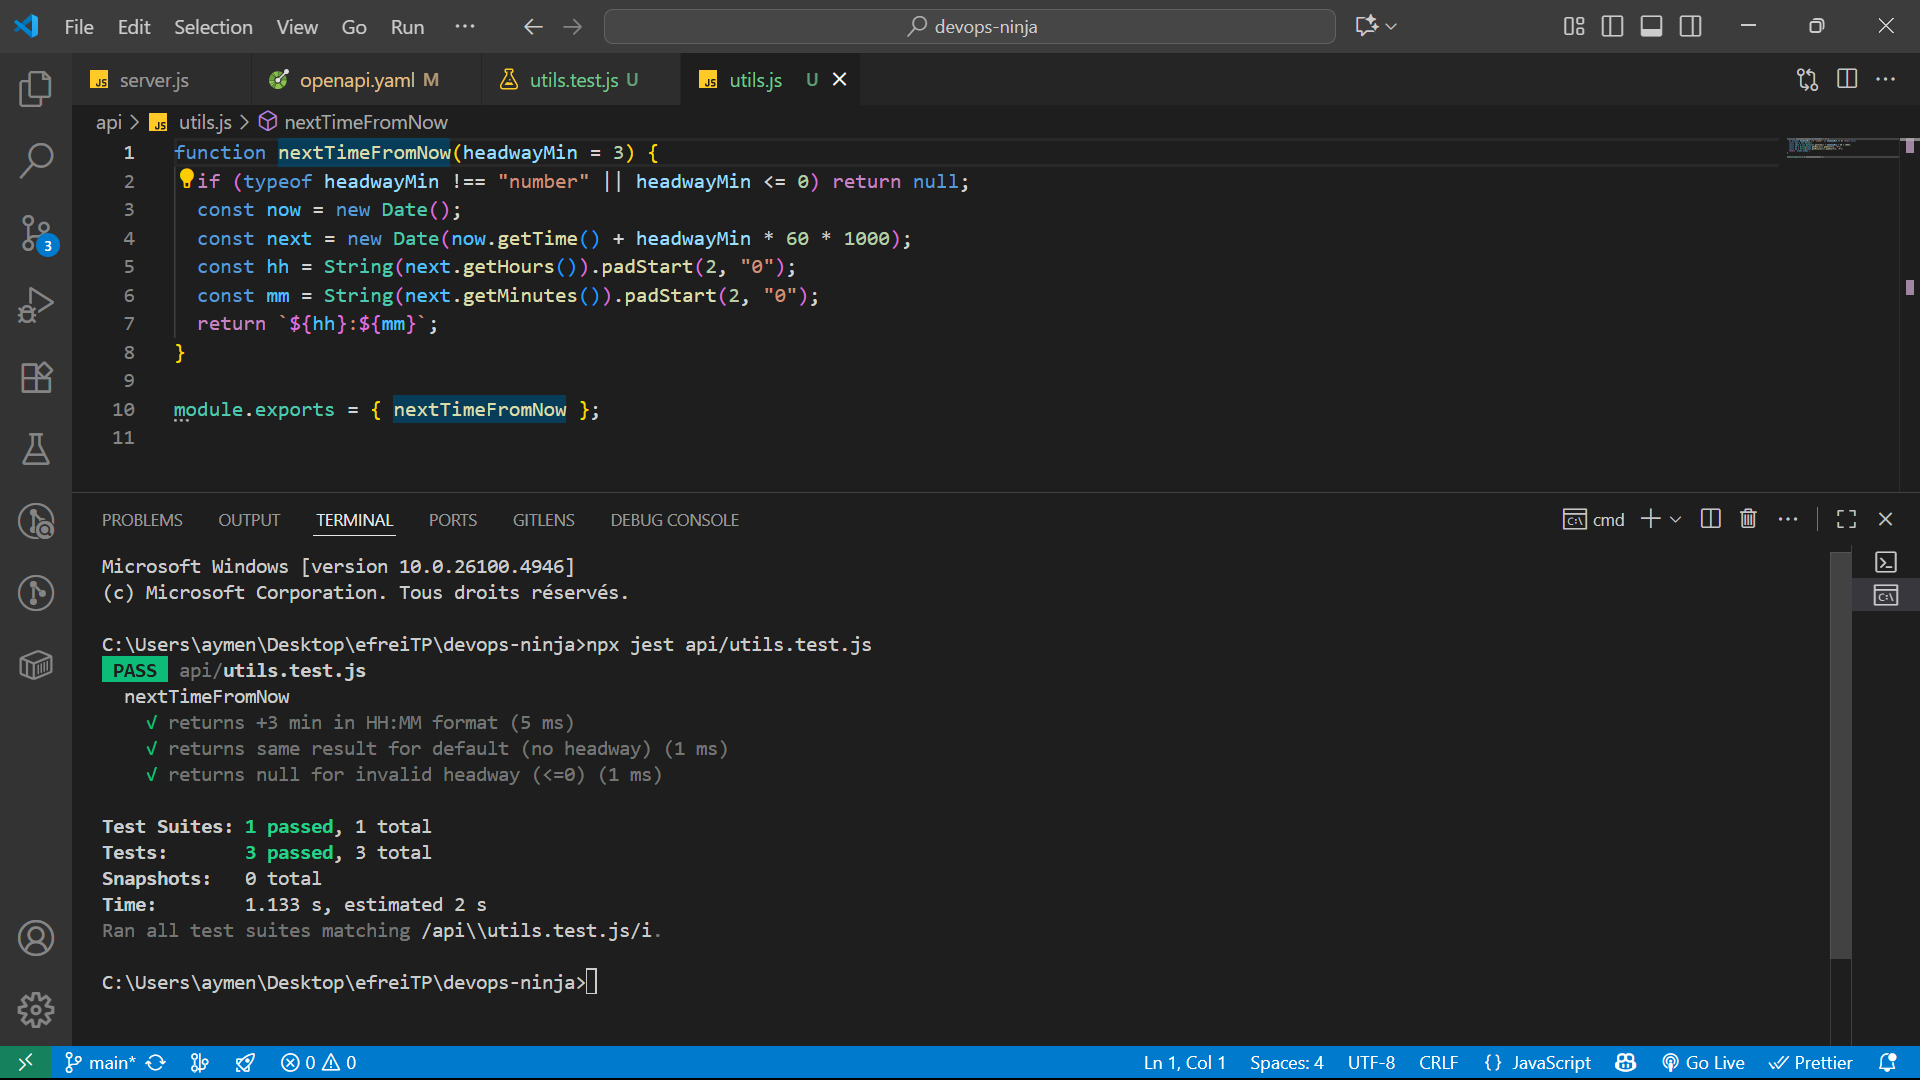 File Edit Selection View Go Run ··· devops-ninja
JS server.js openapi.yaml M utils.test.js U JS utils.js U
api > JS utils.js > nextTimeFromNow
1 function nextTimeFromNow(headwayMin = 3) {
2 if (typeof headwayMin !== "number" || headwayMin <= 0) return null;
3 const now = new Date();
4 const next = new Date(now.getTime() + headwayMin * 60 * 1000);
5 const hh = String(next.getHours()).padStart(2, "0");
6 const mm = String(next.getMinutes()).padStart(2, "0");
7 return `${hh}:${mm}`;
8 }
9
10 module.exports = { nextTimeFromNow };
11
3
PROBLEMS OUTPUT TERMINAL PORTS GITLENS DEBUG CONSOLE cmd
Microsoft Windows [version 10.0.26100.4946]
(c) Microsoft Corporation. Tous droits réservés.
C:\Users\aymen\Desktop\efreiTP\devops-ninja>npx jest api/utils.test.js
PASS api/utils.test.js
nextTimeFromNow
√ returns +3 min in HH:MM format (5 ms)
√ returns same result for default (no headway) (1 ms)
√ returns null for invalid headway (<=0) (1 ms)
Test Suites: 1 passed, 1 total
Tests: 3 passed, 3 total
Snapshots: 0 total
Time: 1.133 s, estimated 2 s
Ran all test suites matching /api\\utils.test.js/i.
C:\Users\aymen\Desktop\efreiTP\devops-ninja>
main* 0 0 Ln 1, Col 1 Spaces: 4 UTF-8 CRLF {} JavaScript Go Live Prettier